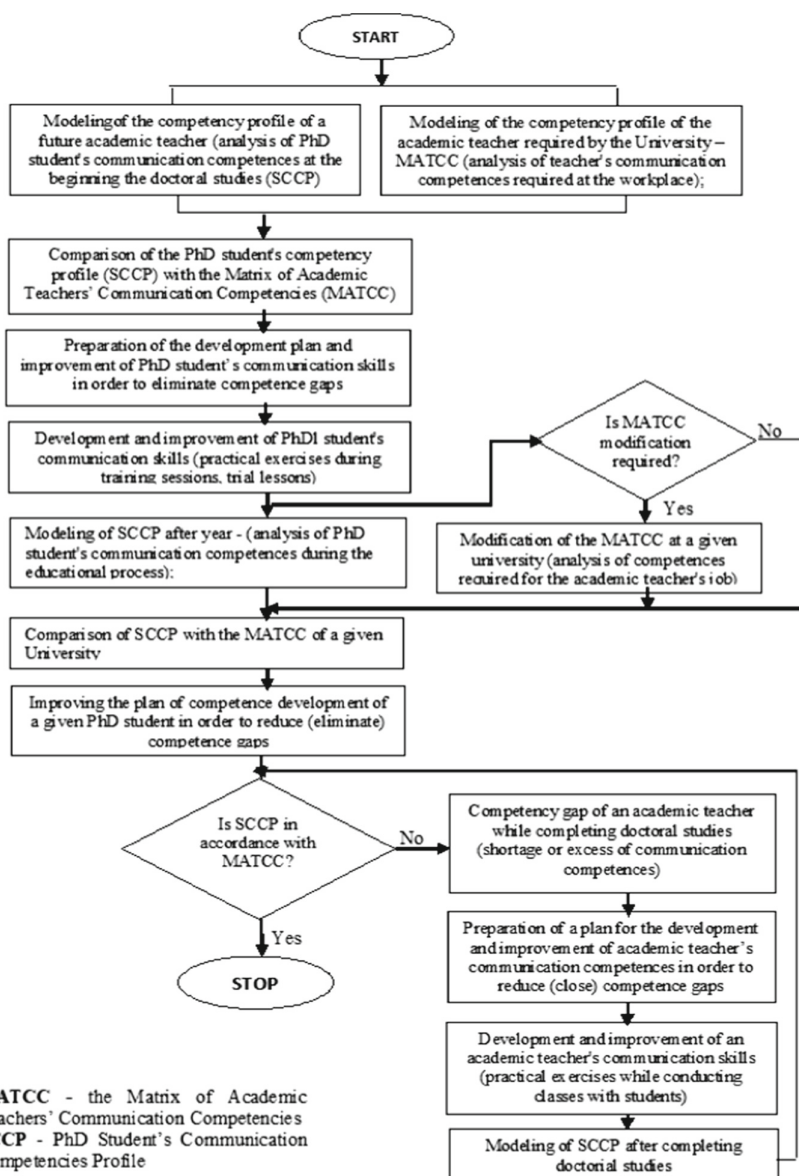 START
Modelingof the competency profile of a
future academic teacher (analysis of PhD
student's communication competences at the
beginning the doctoral studies (SCCP)
Modeling of the competency profile of the
academic teacher required by the University –
MATCC (analysis of teacher's communication
competences required at the workplace);
Comparison of the PhD student's competency
profile (SCCP) with the Matrix of Academic
Teachers' Communication Competencies (MATCC)
Preparation of the development plan and
improvement of PhD student's communication skills
in order to eliminate competence gaps
Development and improvement of PhDl student's
communication skills (practical exercises during
training sessions, trial lessons)
Is MATCC
modification
required?
No
Yes
Modeling of SCCP after year - (analysis of PhD
student's communication competences during the
educational process);
Modification of the MATCC at a given
university (analysis of competences
required for the academic teacher's job)
Comparison of SCCP with the MATCC of a given
University
Improving the plan of competence development of
a given PhD student in order to reduce (eliminate)
competence gaps
Is SCCP in
accordance with
MATCC?
No
Yes
STOP
Competency gap of an academic teacher
while completing doctoral studies
(shortage or excess of communication
competences)
Preparation of a plan for the development
and improvement of academic teacher's
communication competences in order to
reduce (close) competence gaps
Development and improvement of an
academic teacher's communication skills
(practical exercises while conducting
classes with students)
Modeling of SCCP after completing
doctorial studies
ATCC - the Matrix of Academic
achers' Communication Competencies
CP - PhD Student's Communication
mpetencies Profile